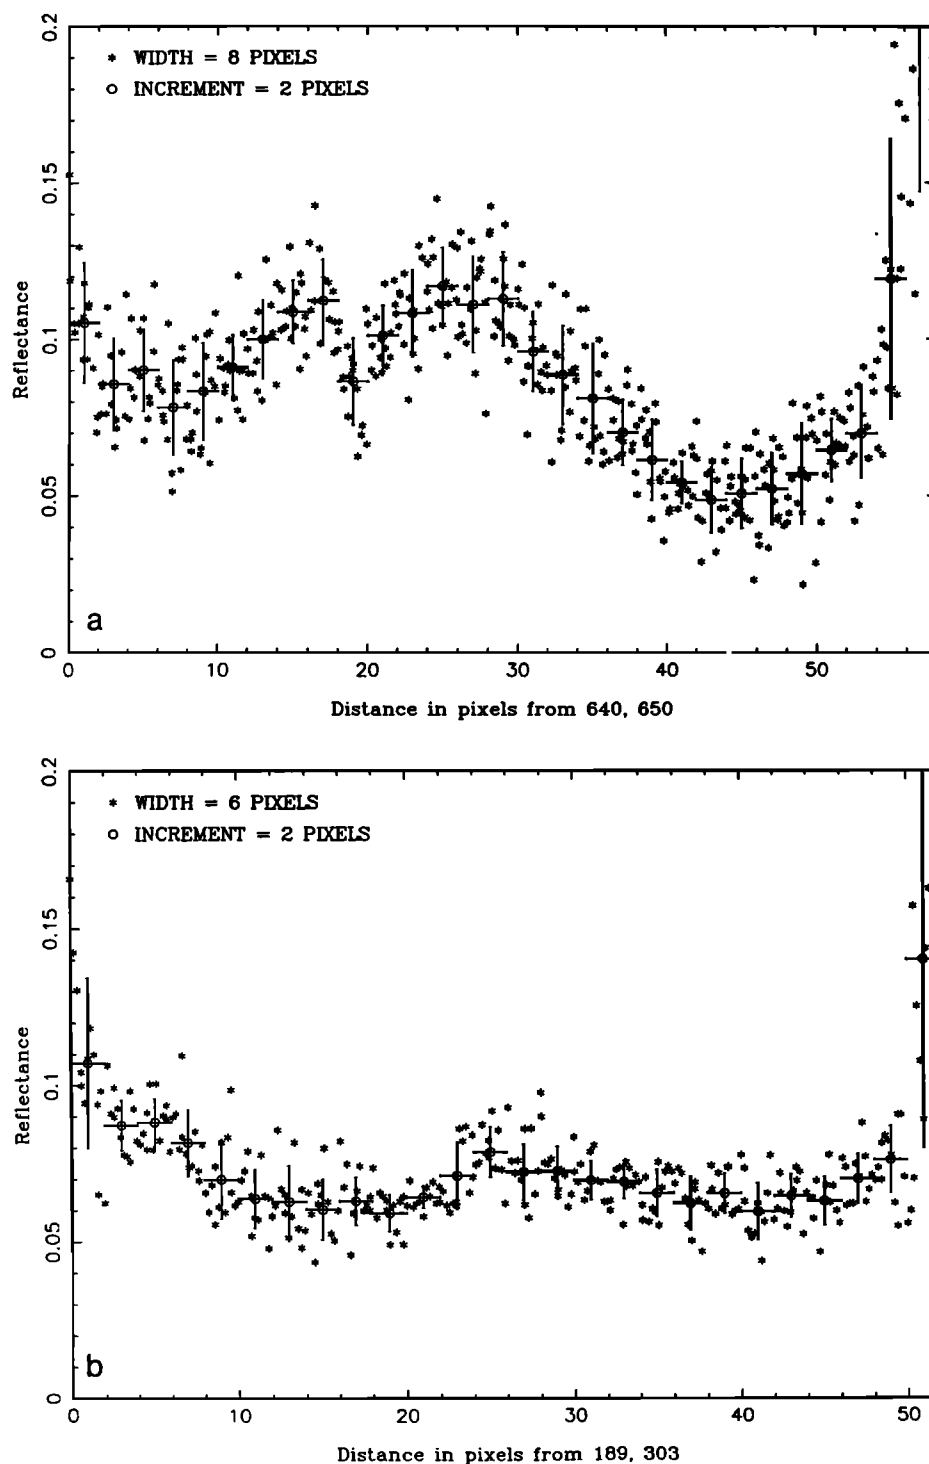 0.2
* WIDTH = 8 PIXELS
o INCREMENT = 2 PIXELS
0.15
0.1
Reflectance
0.05
a
0
0 10 20 30 40 50
Distance in pixels from 640, 650
0.2
* WIDTH = 6 PIXELS
o INCREMENT = 2 PIXELS
0.15
0.1
Reflectance
0.05
b
0
0 10 20 30 40 50
Distance in pixels from 189, 303